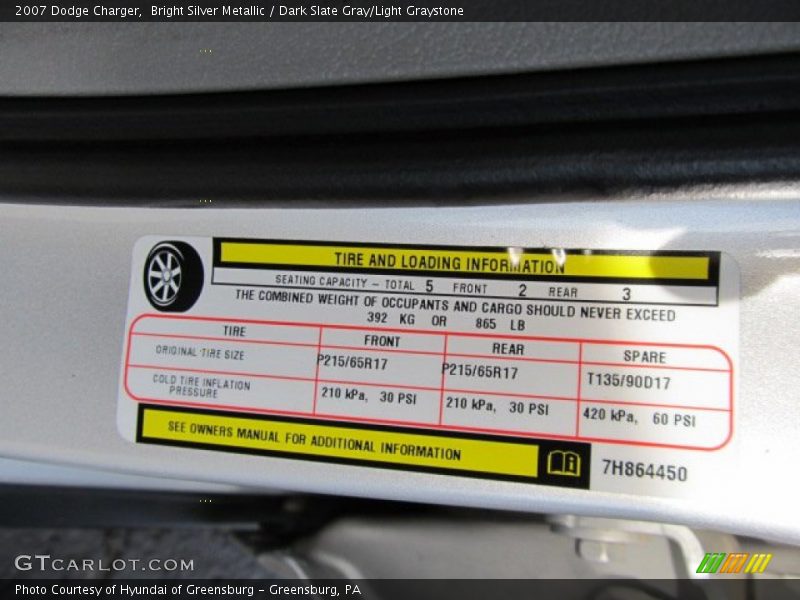 2007 Dodge Charger,  Bright Silver Metallic / Dark Slate Gray/Light Graystone
TIRE AND LOADING INFORMATION
SEATING CAPACITY - TOTAL 5 FRONT 2 REAR 3
THE COMBINED WEIGHT OF OCCUPANTS AND CARGO SHOULD NEVER EXCEED
392 KG OR 865 LB
TIRE FRONT REAR SPARE
ORIGINAL TIRE SIZE P215/65R17 P215/65R17 T135/90D17
COLD TIRE INFLATION
PRESSURE 210 kPa, 30 PSI 210 kPa, 30 PSI 420 kPa, 60 PSI
SEE OWNERS MANUAL FOR ADDITIONAL INFORMATION
7H864450
GTCARLOT.COM
Photo Courtesy of Hyundai of Greensburg - Greensburg, PA